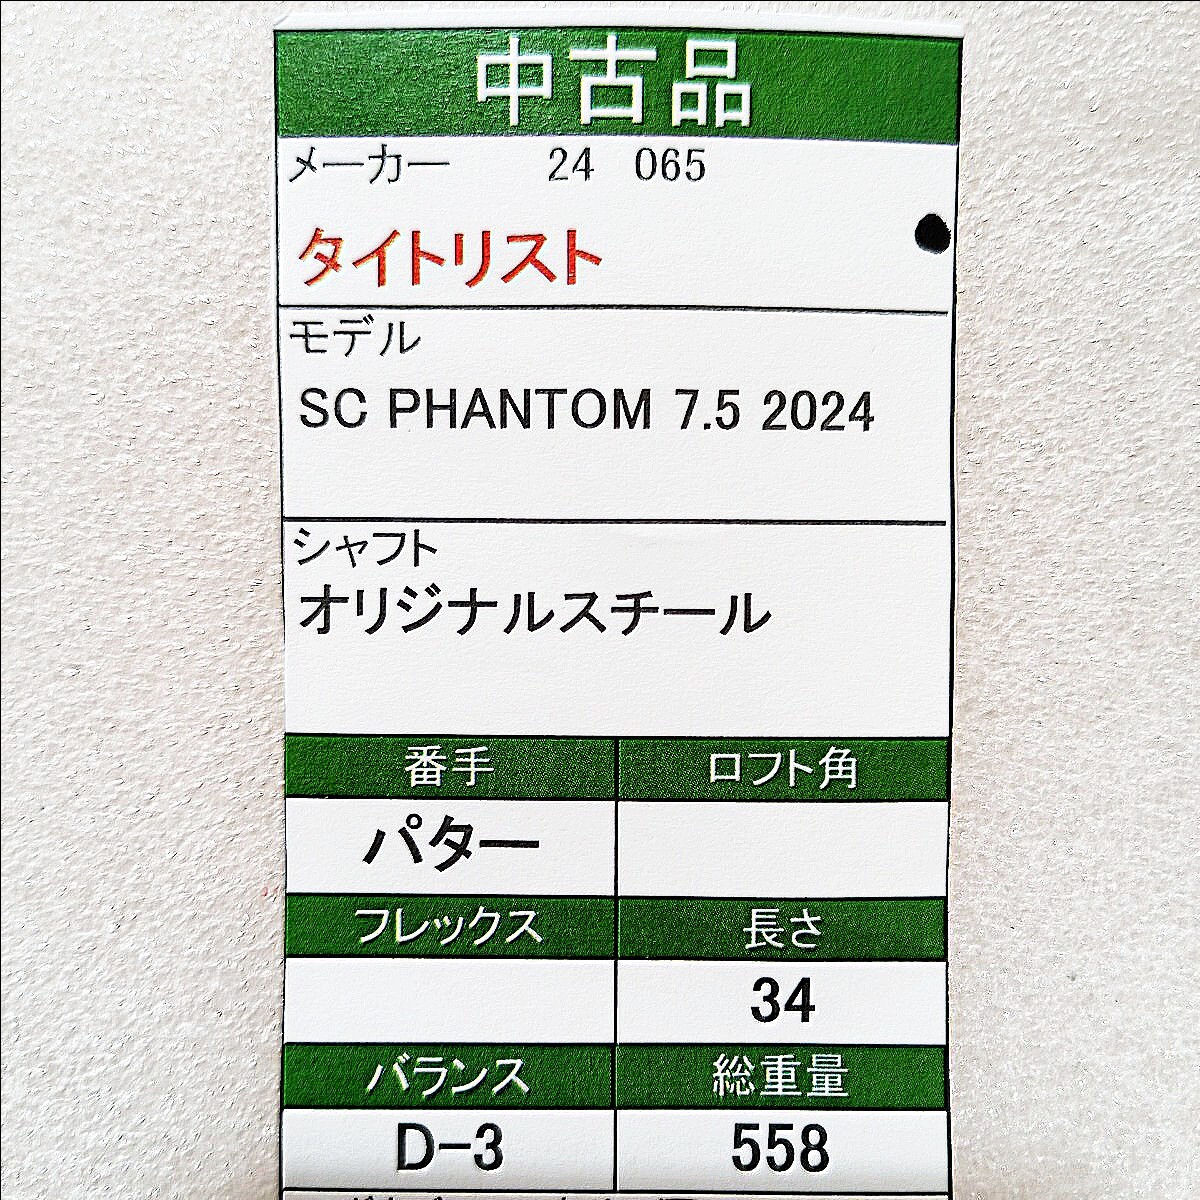 中古品
メーカー 24 065
タイトリスト
モデル
SC PHANTOM 7.5 2024
シャフト
オリジナルスチール
番手 ロフト角
パター
フレックス 長さ
34
バランス 総重量
D-3 558